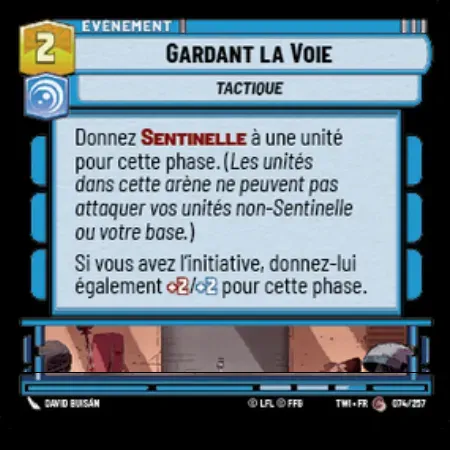 ÉVÉNEMENT
2
GARDANT LA VOIE
TACTIQUE
Donnez SENTINELLE à une unité
pour cette phase. (Les unités
dans cette arène ne peuvent pas
attaquer vos unités non-Sentinelle
ou votre base.)
Si vous avez l'initiative, donnez-lui
également +2/+2 pour cette phase.
DAVID BUISÁN
© LFL © FFG
TWI • FR
074/257